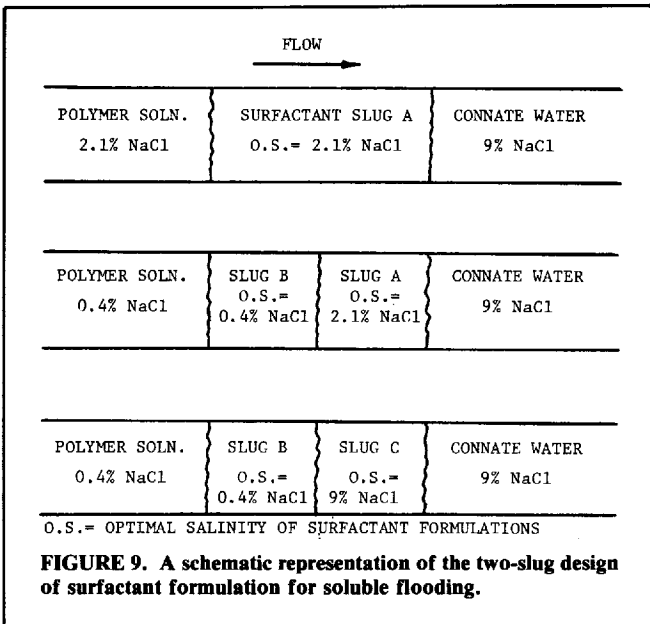 FLOW
POLYMER SOLN. SURFACTANT SLUG A CONNATE WATER
2.1% NaCl O.S.= 2.1% NaCl 9% NaCl
POLYMER SOLN. SLUG B SLUG A CONNATE WATER
0.4% NaCl O.S.= O.S.= 9% NaCl
0.4% NaCl 2.1% NaCl
POLYMER SOLN. SLUG B SLUG C CONNATE WATER
0.4% NaCl O.S.= O.S.= 9% NaCl
0.4% NaCl 9% NaCl
O.S.= OPTIMAL SALINITY OF SURFACTANT FORMULATIONS
FIGURE 9. A schematic representation of the two-slug design
of surfactant formulation for soluble flooding.